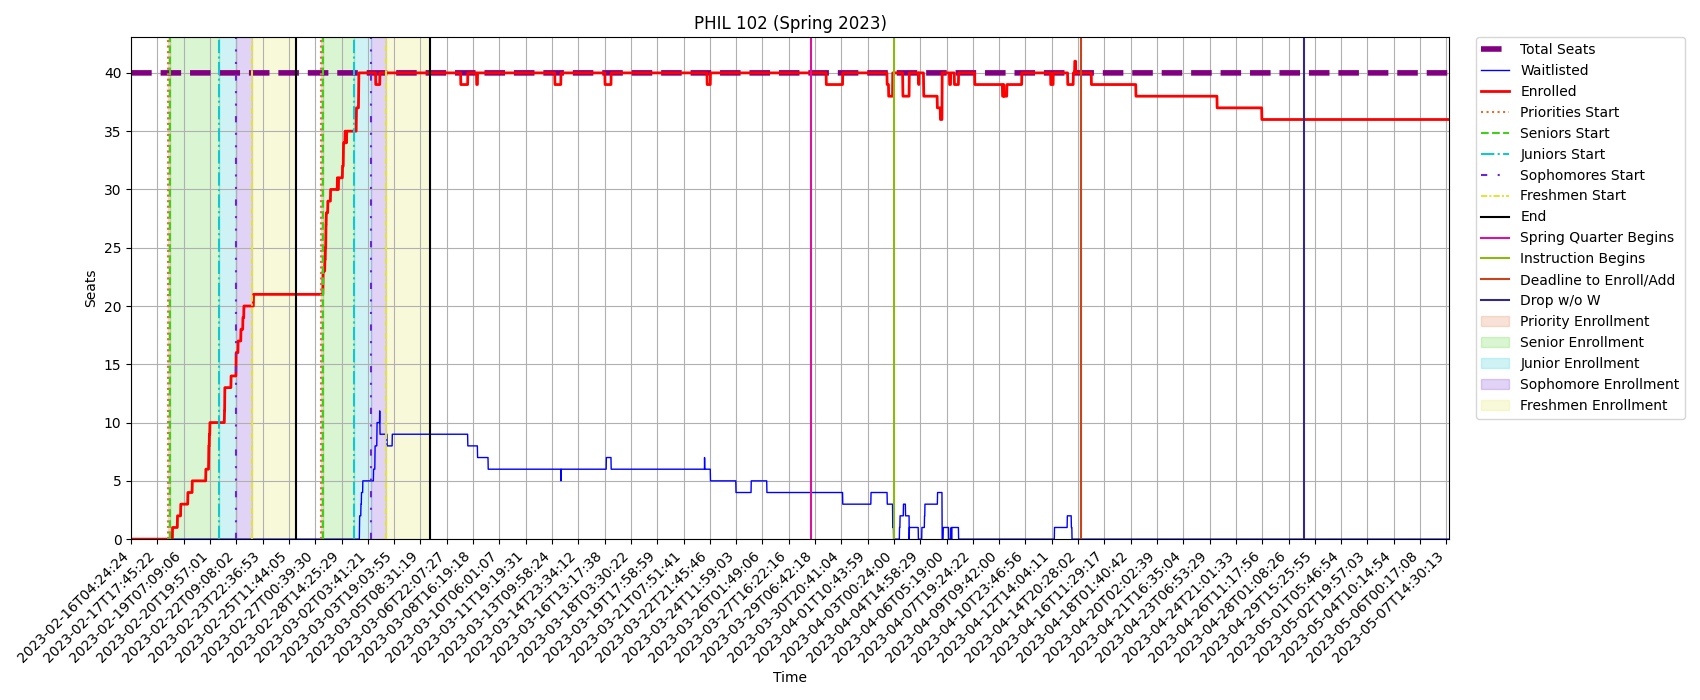 PHIL 102 (Spring 2023)
Seats
40
35
30
25
20
15
10
5
0
2023-02-16T04:24:24
2023-02-17T17:45:22
2023-02-19T07:09:06
2023-02-20T19:57:01
2023-02-22T09:08:02
2023-02-23T22:36:53
2023-02-25T11:44:05
2023-02-27T00:39:30
2023-02-28T14:25:29
2023-03-02T03:41:21
2023-03-03T19:03:55
2023-03-05T08:31:19
2023-03-06T22:07:27
2023-03-08T16:19:18
2023-03-10T06:01:07
2023-03-11T19:19:31
2023-03-13T09:58:24
2023-03-14T23:34:12
2023-03-16T13:17:38
2023-03-18T03:30:22
2023-03-19T17:58:59
2023-03-21T07:51:41
2023-03-22T21:45:46
2023-03-24T11:59:03
2023-03-26T01:49:06
2023-03-27T16:22:16
2023-03-29T06:42:18
2023-03-30T20:41:04
2023-04-01T10:43:59
2023-04-03T00:24:00
2023-04-04T14:58:29
2023-04-06T05:19:00
2023-04-07T19:24:22
2023-04-09T09:42:00
2023-04-10T23:46:56
2023-04-12T14:04:11
2023-04-14T20:28:02
2023-04-16T11:29:17
2023-04-18T01:40:42
2023-04-20T02:02:39
2023-04-21T16:35:04
2023-04-23T06:53:29
2023-04-24T21:01:33
2023-04-26T11:17:56
2023-04-28T01:08:26
2023-04-29T15:25:55
2023-05-01T05:46:54
2023-05-02T19:57:03
2023-05-04T10:14:54
2023-05-06T00:17:08
2023-05-07T14:30:13
Time
Total Seats
Waitlisted
Enrolled
Priorities Start
Seniors Start
Juniors Start
Sophomores Start
Freshmen Start
End
Spring Quarter Begins
Instruction Begins
Deadline to Enroll/Add
Drop w/o W
Priority Enrollment
Senior Enrollment
Junior Enrollment
Sophomore Enrollment
Freshmen Enrollment